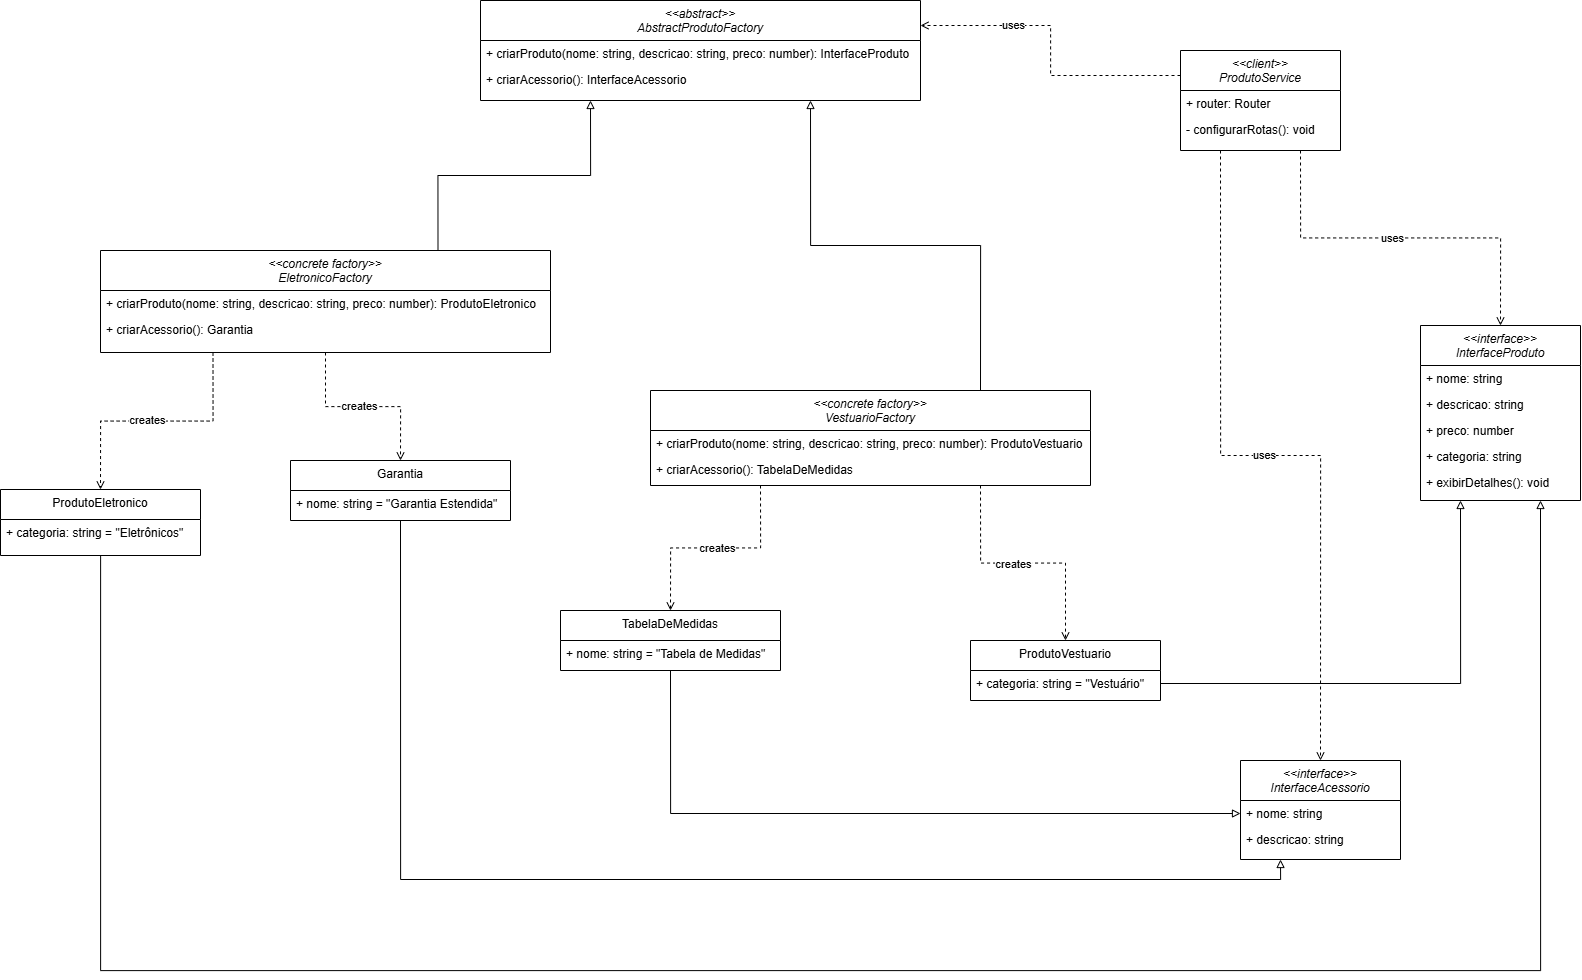 <<abstract>>
AbstractProdutoFactory
+ criarProduto(nome: string, descricao: string, preco: number): InterfaceProduto
+ criarAcessorio(): InterfaceAcessorio
uses
<<client>>
ProdutoService
+ router: Router
- configurarRotas(): void
uses
<<concrete factory>>
EletronicoFactory
+ criarProduto(nome: string, descricao: string, preco: number): ProdutoEletronico
+ criarAcessorio(): Garantia
<<interface>>
InterfaceProduto
+ nome: string
+ descricao: string
+ preco: number
+ categoria: string
+ exibirDetalhes(): void
creates
creates
<<concrete factory>>
VestuarioFactory
+ criarProduto(nome: string, descricao: string, preco: number): ProdutoVestuario
+ criarAcessorio(): TabelaDeMedidas
uses
Garantia
+ nome: string = "Garantia Estendida"
ProdutoEletronico
+ categoria: string = "Eletrônicos"
creates
creates
TabelaDeMedidas
+ nome: string = "Tabela de Medidas"
ProdutoVestuario
+ categoria: string = "Vestuário"
<<interface>>
InterfaceAcessorio
+ nome: string
+ descricao: string